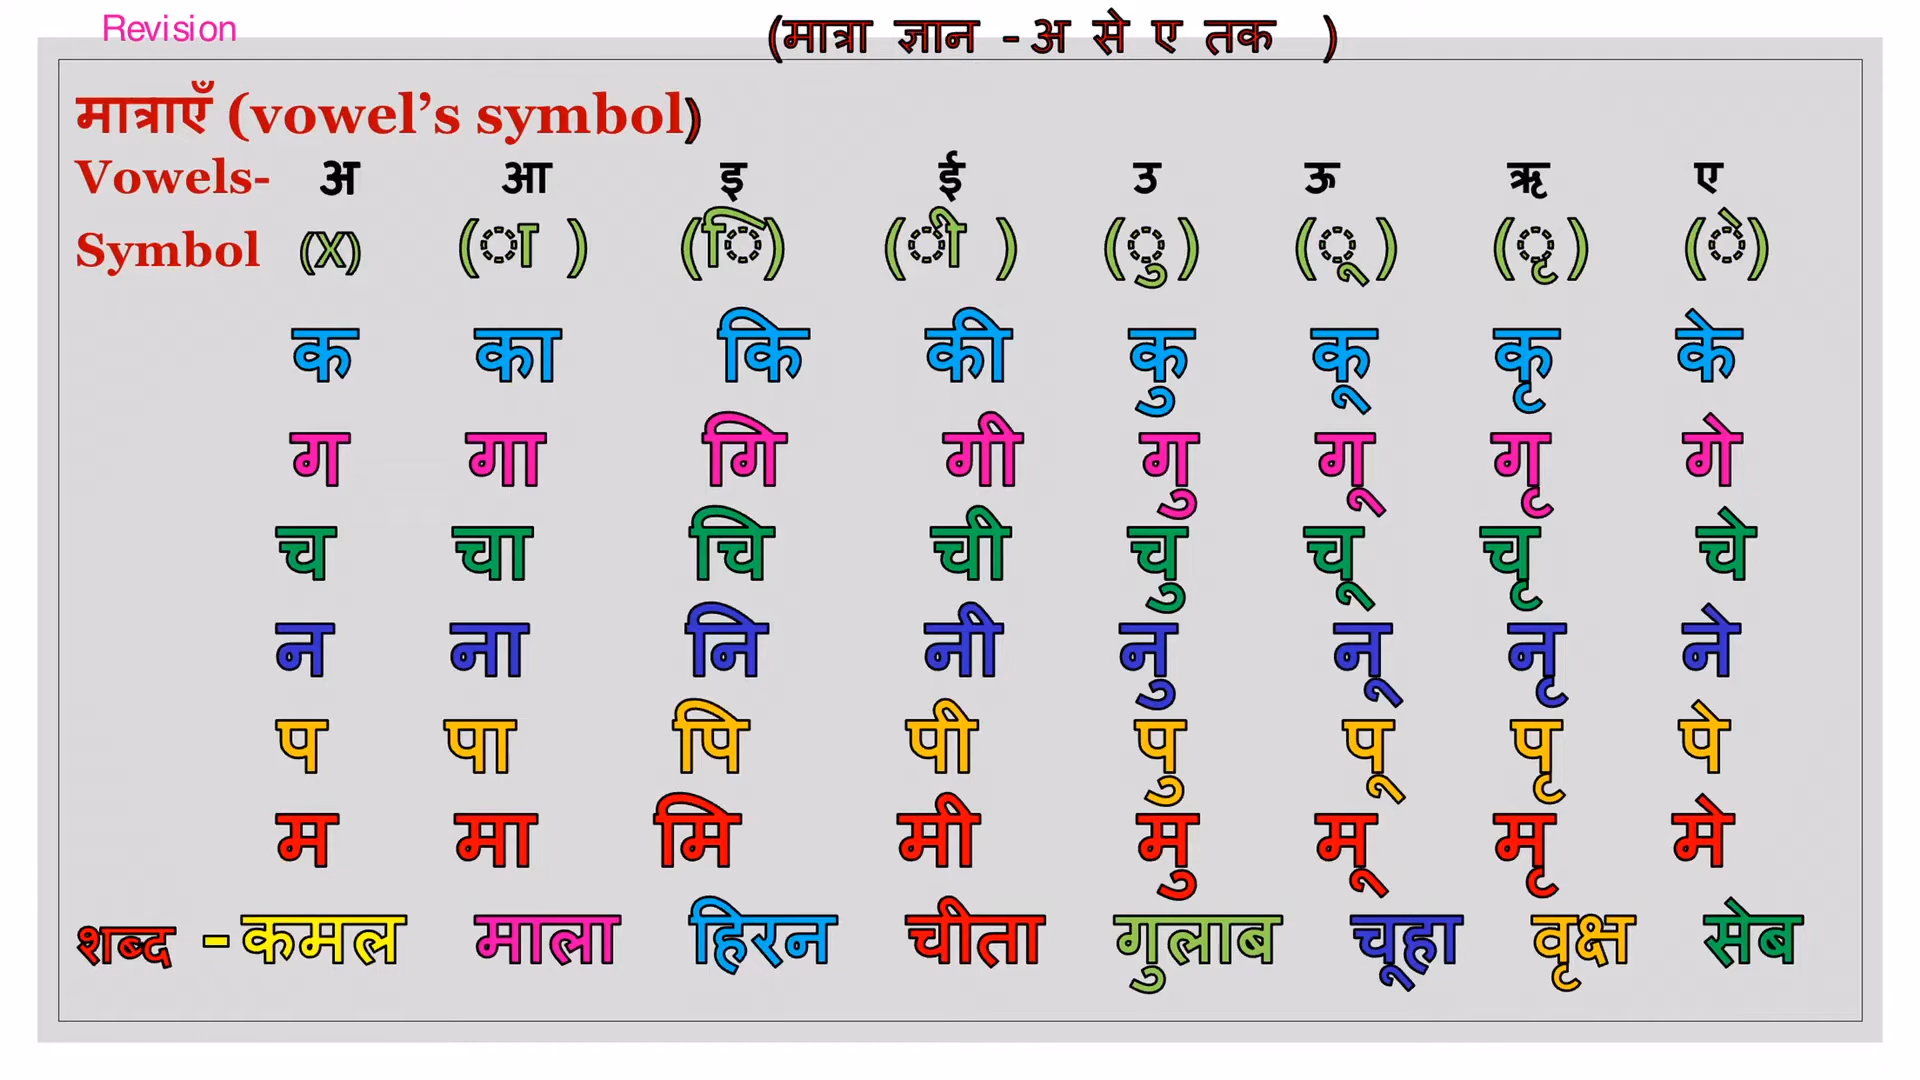 Revision
(मात्रा ज्ञान - अ से ए तक )
मात्राएँ (vowel's symbol)
Vowels- अ आ इ ई उ ऊ ऋ ए
Symbol (X) (ा ) (ि) (ी ) (ु) (ू) (ृ) (े)
क का कि की कु कू कृ के
ग गा गि गी गु गू गृ गे
च चा चि ची चु चू चृ चे
न ना नि नी नु नू नृ ने
प पा पि पी पु पू पृ पे
म मा मि मी मु मू मृ मे
शब्द - कमल माला हिरन चीता गुलाब चूहा वृक्ष सेब